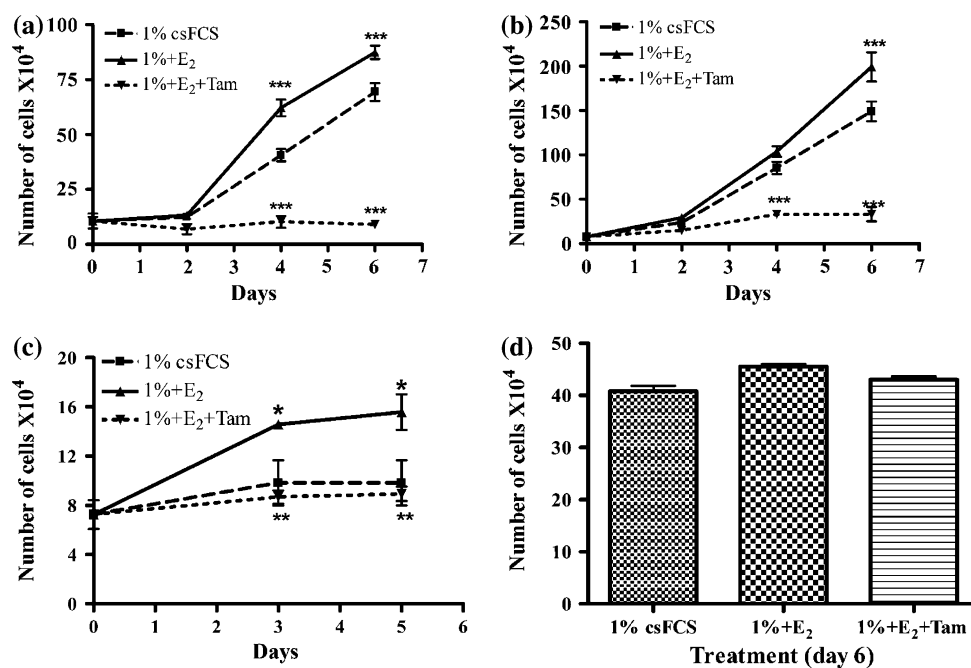 (a)
1% csFCS
1%+E₂
1%+E₂+Tam
Number of cells X10⁴
100
75
50
25
0
***
***
***
***
0 1 2 3 4 5 6 7
Days
(b)
1% csFCS
1%+E₂
1%+E₂+Tam
Number of cells X10⁴
250
200
150
100
50
0
***
***
***
0 1 2 3 4 5 6 7
Days
(c)
1% csFCS
1%+E₂
1%+E₂+Tam
Number of cells X10⁴
20
16
12
8
4
0
*
*
**
**
0 1 2 3 4 5 6
Days
(d)
Number of cells X10⁴
50
40
30
20
10
0
1% csFCS 1%+E₂ 1%+E₂+Tam
Treatment (day 6)